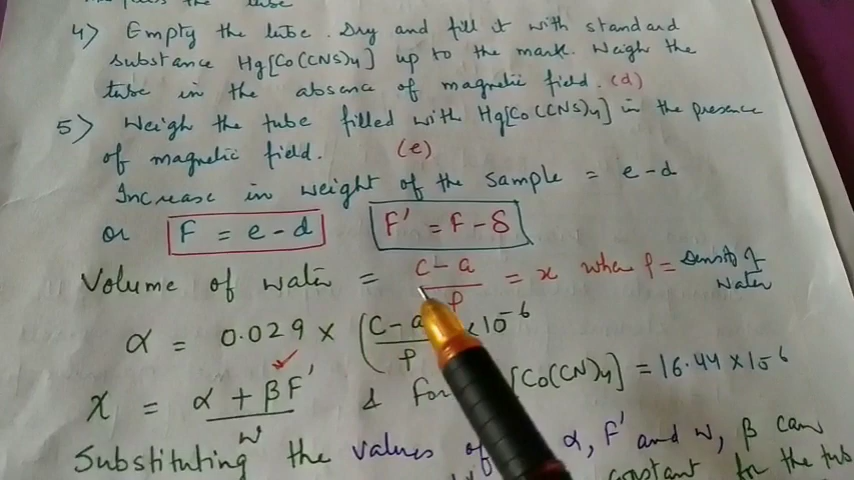 4) Empty the tube. Dry and fill it with standard
substance Hg[Co(CNS)4] up to the mark. Weigh the
tube in the absence of magnetic field. (d)
5) Weigh the tube filled with Hg[Co(CNS)4] in the presence
of magnetic field. (e)
Increase in weight of the sample = e-d
or F = e-d F' = F-δ
Volume of water = c-a/ρ = x when ρ = Density of Water
α = 0.029 × (c-a/ρ ×10^-6
χ = α + βF'/w & for [Co(CN)4] = 16.44 × 10^-6
Substituting the values of α, F' and w, β can
constant for the tub